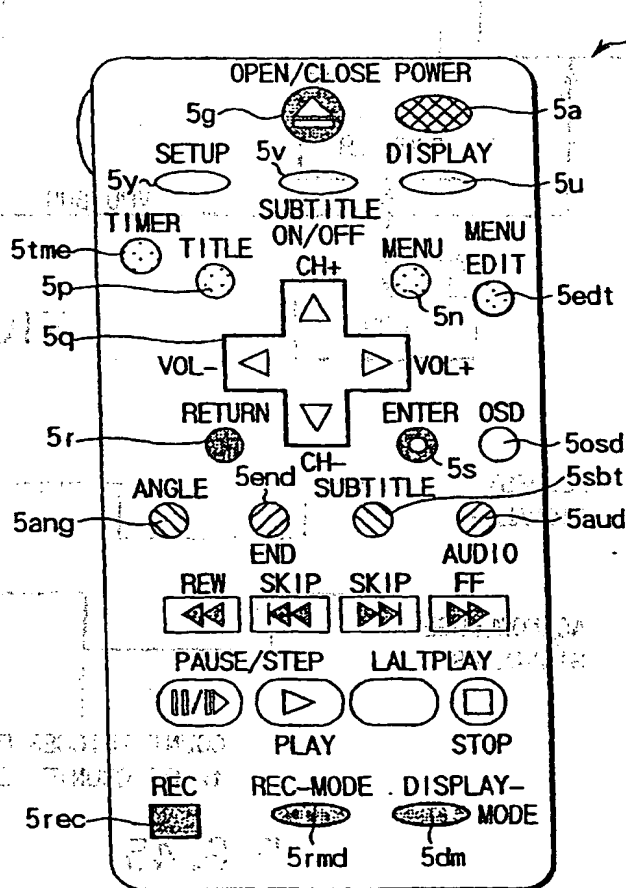 OPEN/CLOSE POWER
5g 5a
SETUP 5v DISPLAY
5y 5u
SUBTITLE
ON/OFF
TIMER TITLE MENU MENU
EDIT
5tme CH+
5p 5n 5edt
5q
VOL- VOL+
RETURN ENTER OSD
5r 5s 5osd
CH-
ANGLE 5end SUBTITLE 5sbt
5ang 5aud
END AUDIO
REW SKIP SKIP FF
PAUSE/STEP LALTPLAY
PLAY STOP
REC REC-MODE DISPLAY-
MODE
5rec 5rmd 5dm